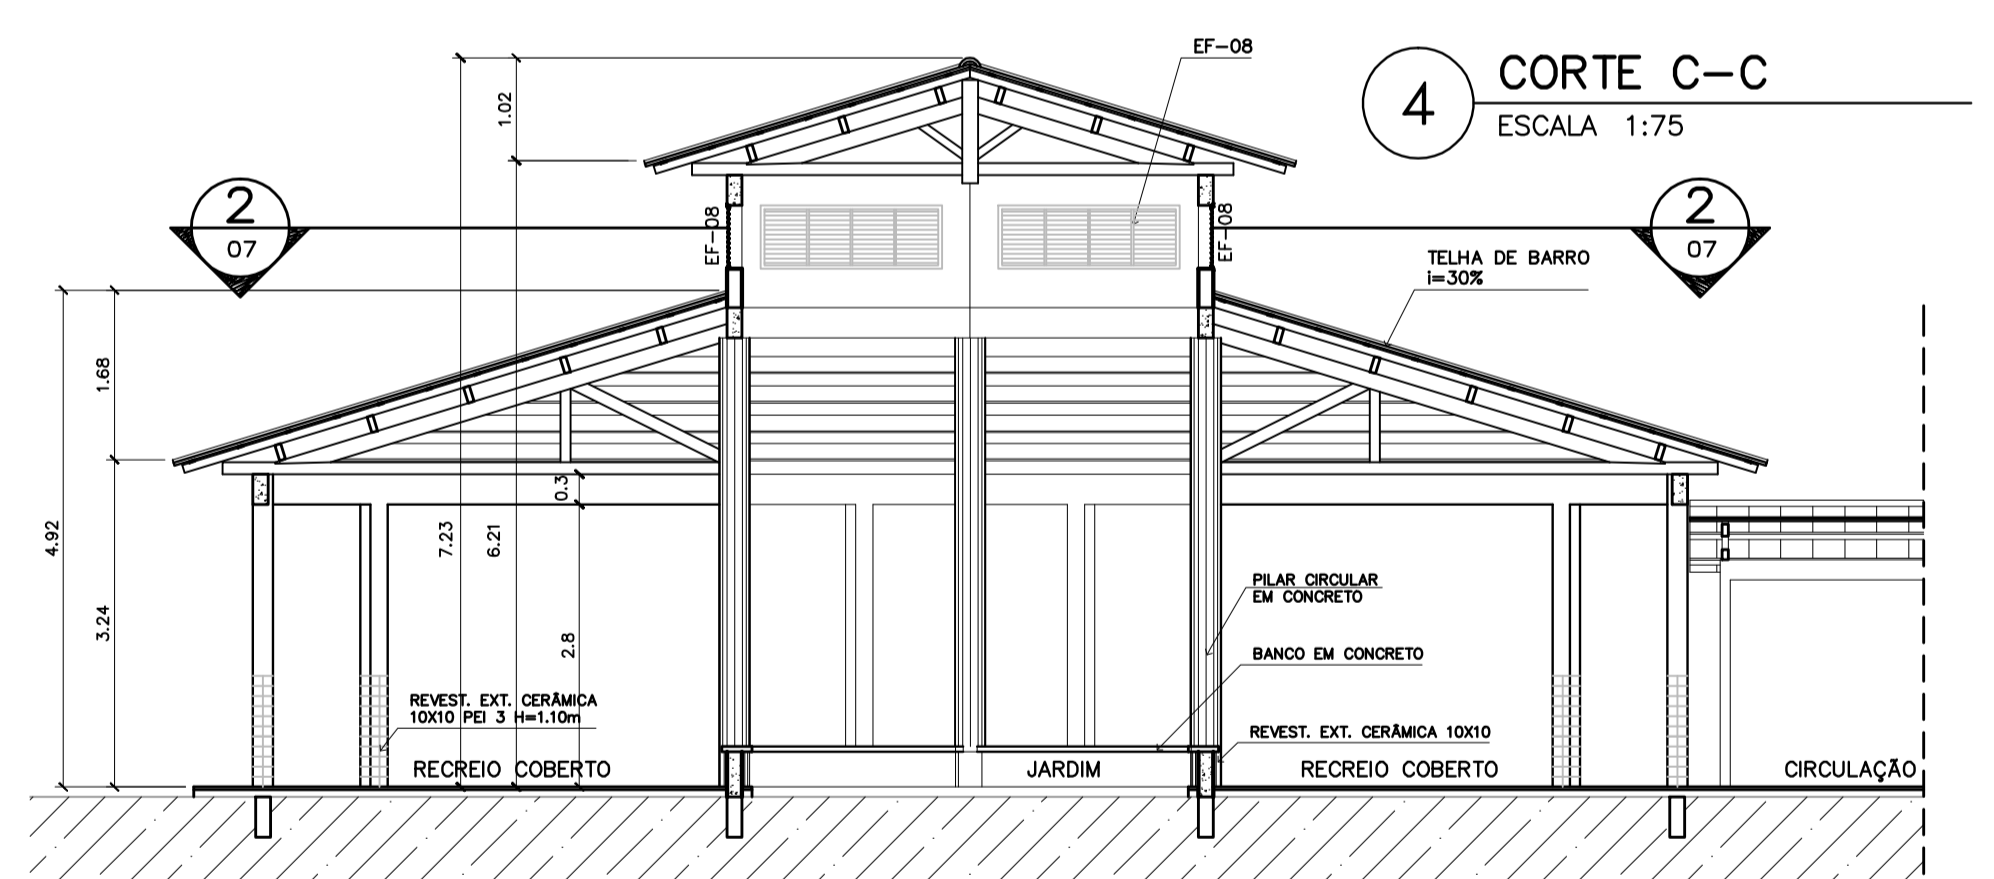 EF-08
4
CORTE C-C
ESCALA 1:75
1.02
2
07
EF-08
EF-08
2
07
TELHA DE BARRO
i=30%
1.68
4.92
3.24
7.23
6.21
0.3
2.8
PILAR CIRCULAR
EM CONCRETO
BANCO EM CONCRETO
REVEST. EXT. CERÂMICA
10X10 PEI 3 H=1.10m
REVEST. EXT. CERÂMICA 10X10
RECREIO COBERTO
JARDIM
RECREIO COBERTO
CIRCULAÇÃO